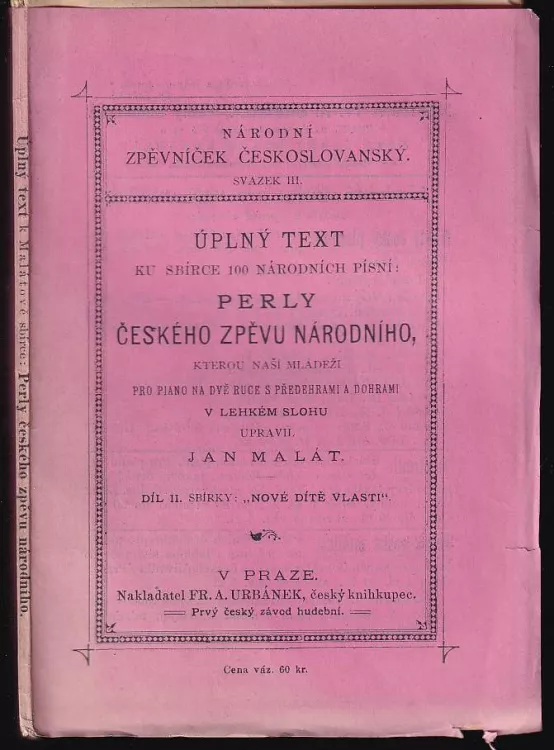 NÁRODNÍ
ZPĚVNÍČEK ČESKOSLOVANSKÝ.
SVAZEK III.
ÚPLNÝ TEXT
KU SBÍRCE 100 NÁRODNÍCH PÍSNÍ:
PERLY
ČESKÉHO ZPĚVU NÁRODNÍHO,
KTEROU NAŠÍ MLÁDEŽI
PRO PIANO NA DVĚ RUCE S PŘEDEHRAMI A DOHRAMI
V LEHKÉM SLOHU
UPRAVIL
JAN MALÁT.
DÍL II. SBÍRKY: „NOVÉ DÍTĚ VLASTI“.
V PRAZE.
Nakladatel FR. A. URBÁNEK, český knihkupec.
Prvý český závod hudební.
Cena váz. 60 kr.
Úplný text k Malátově sbírce: Perly českého zpěvu národního.